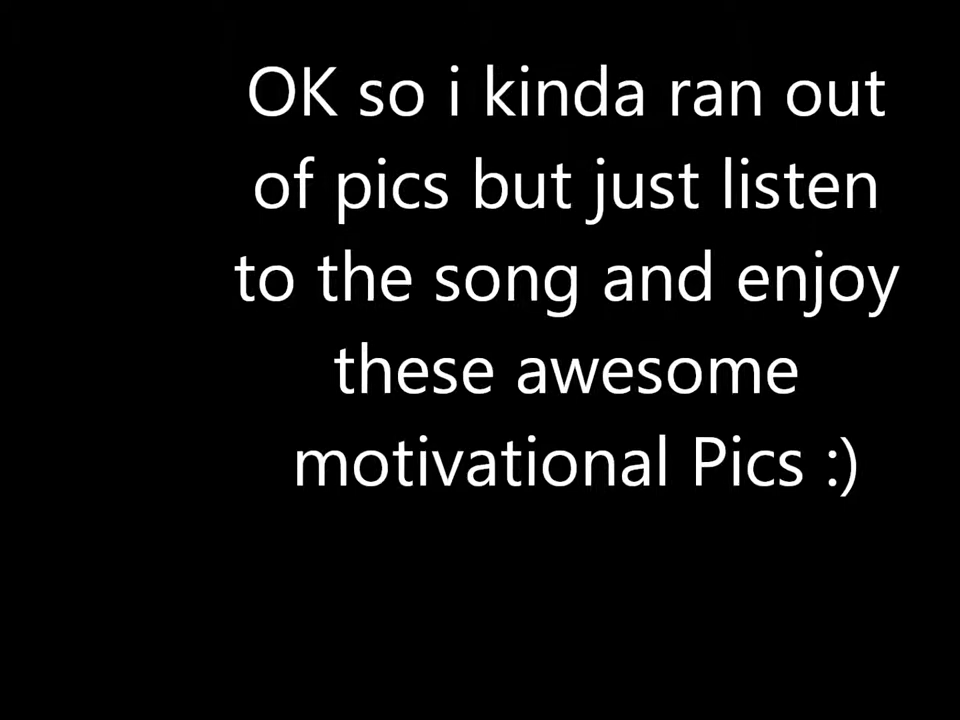 OK so i kinda ran out
of pics but just listen
to the song and enjoy
these awesome
motivational Pics :)